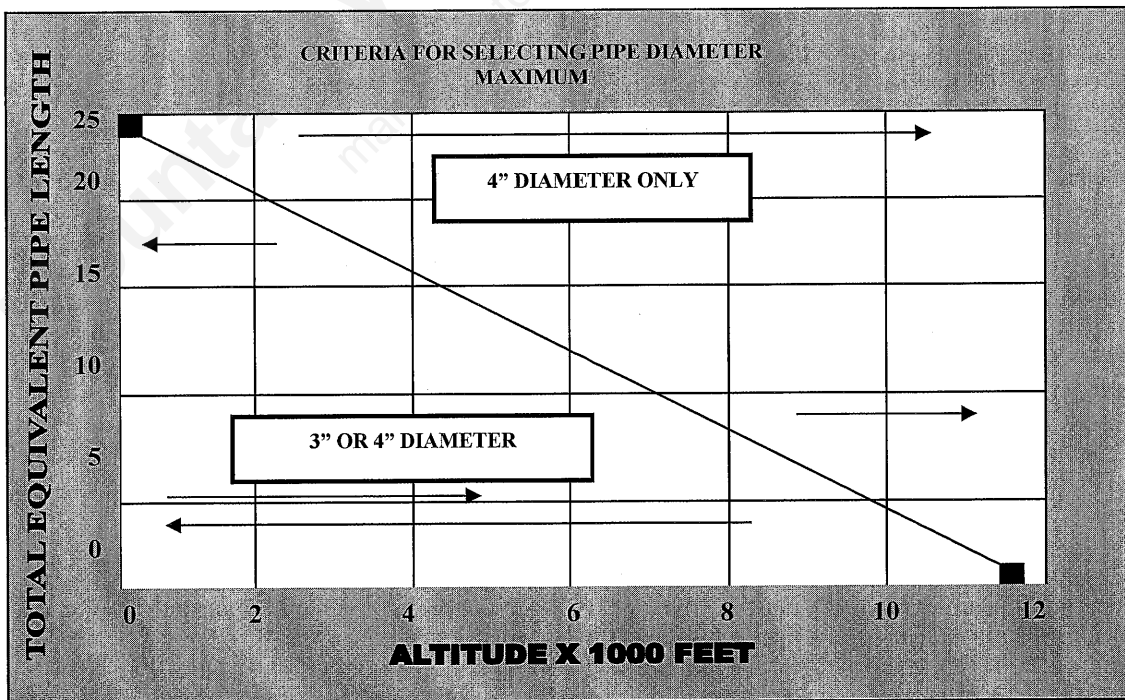 CRITERIA FOR SELECTING PIPE DIAMETER
MAXIMUM
TOTAL EQUIVALENT PIPE LENGTH
25
20
15
10
5
0
4” DIAMETER ONLY
3” OR 4” DIAMETER
0 2 4 6 8 10 12
ALTITUDE X 1000 FEET